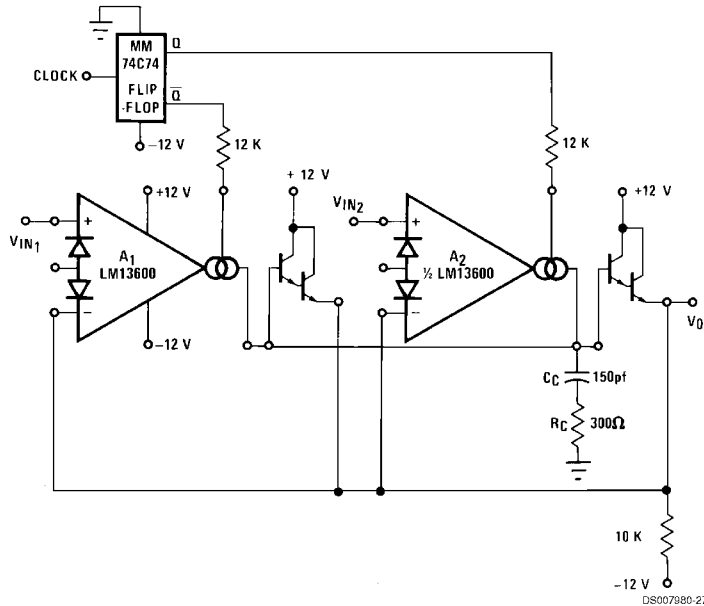 MM
74C74
FLIP
-FLOP
Q
Q̅
CLOCK
-12 V
12 K
12 K
+12 V
+ 12 V
+12 V
VIN1
+
A1
LM13600
-
-12 V
VIN2
+
A2
½ LM13600
-
VO
CC 150pf
RC 300Ω
10 K
-12 V
DS007980-27